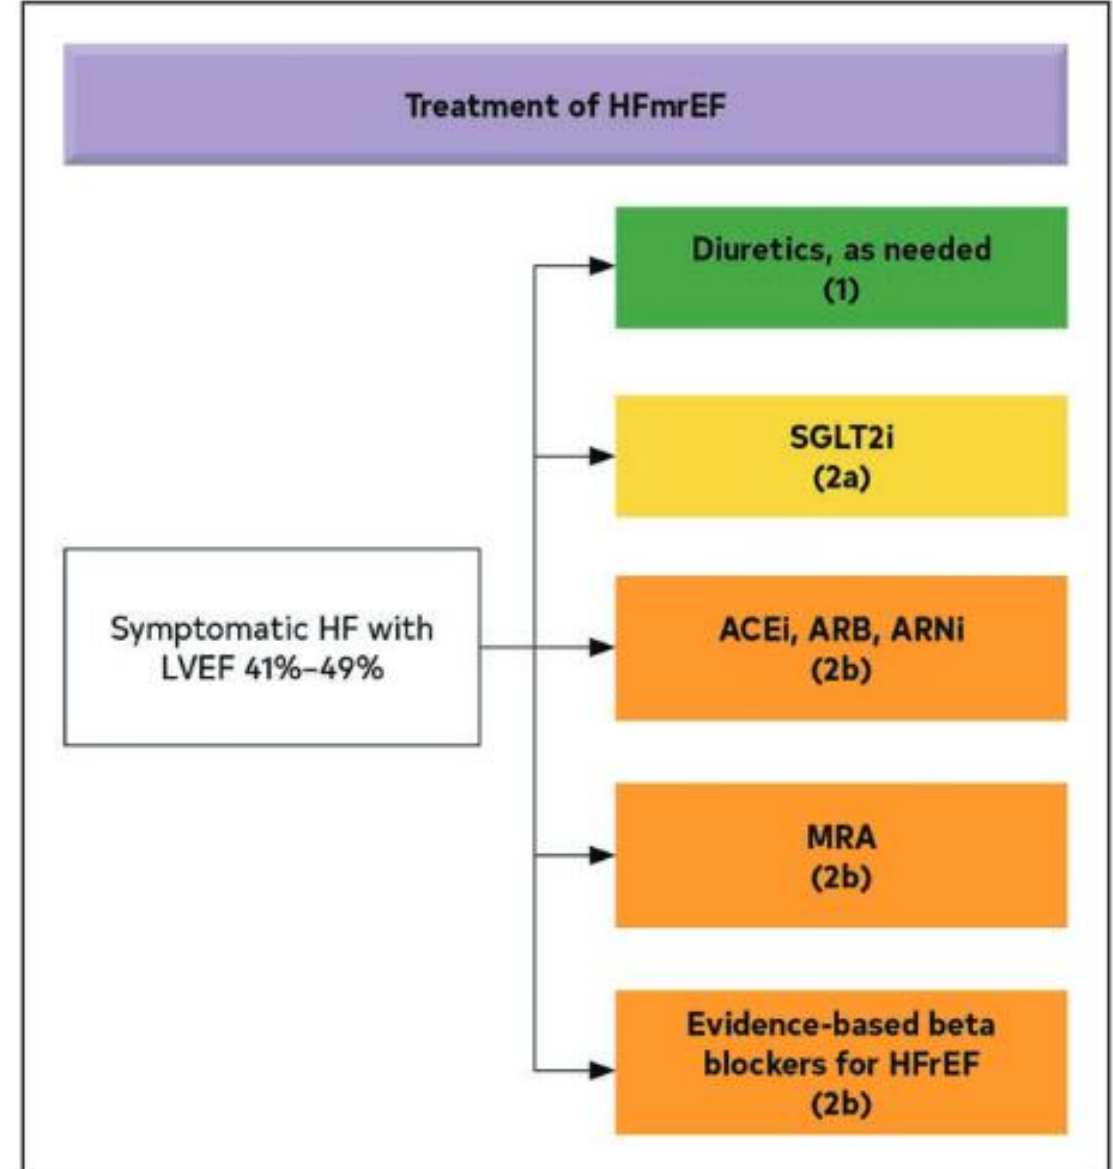 Treatment of HFmrEF
Symptomatic HF with
LVEF 41%–49%
Diuretics, as needed
(1)
SGLT2i
(2a)
ACEi, ARB, ARNi
(2b)
MRA
(2b)
Evidence-based beta
blockers for HFrEF
(2b)